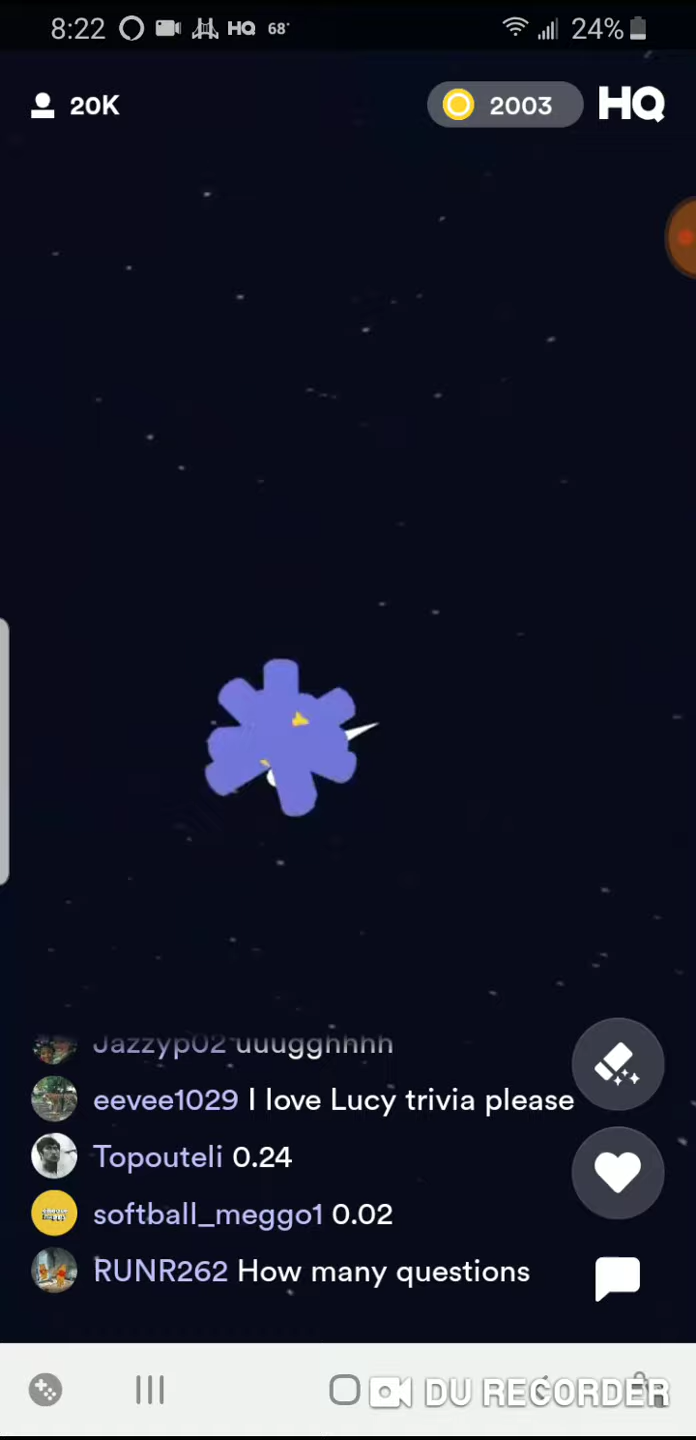 8:22 HQ 68° 24%
20K 2003 HQ
Jazzyp02 uuugghhhh
eevee1029 I love Lucy trivia please
Topouteli 0.24
softball_meggo1 0.02
RUNR262 How many questions
DU RECORDER